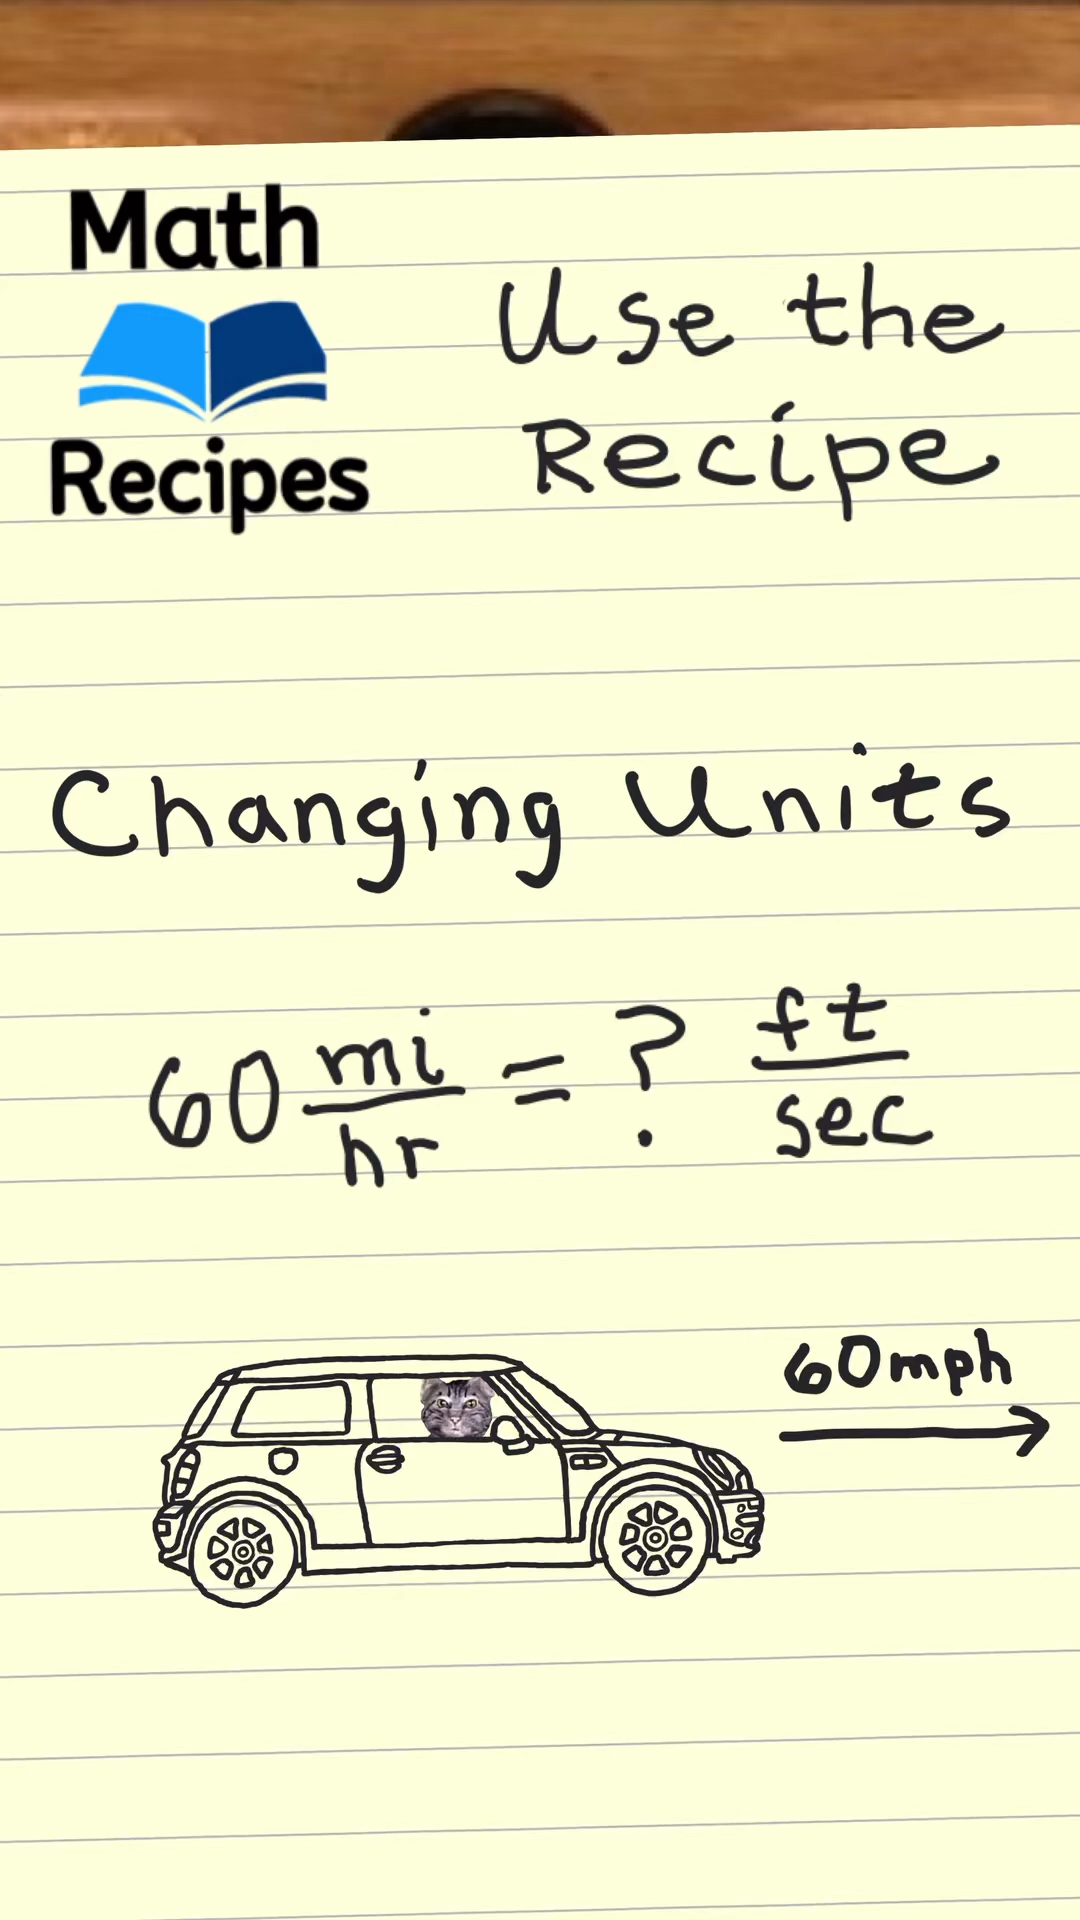 Math
Recipes
Use the
Recipe
Changing Units
60 mi/hr = ? ft/sec
60mph